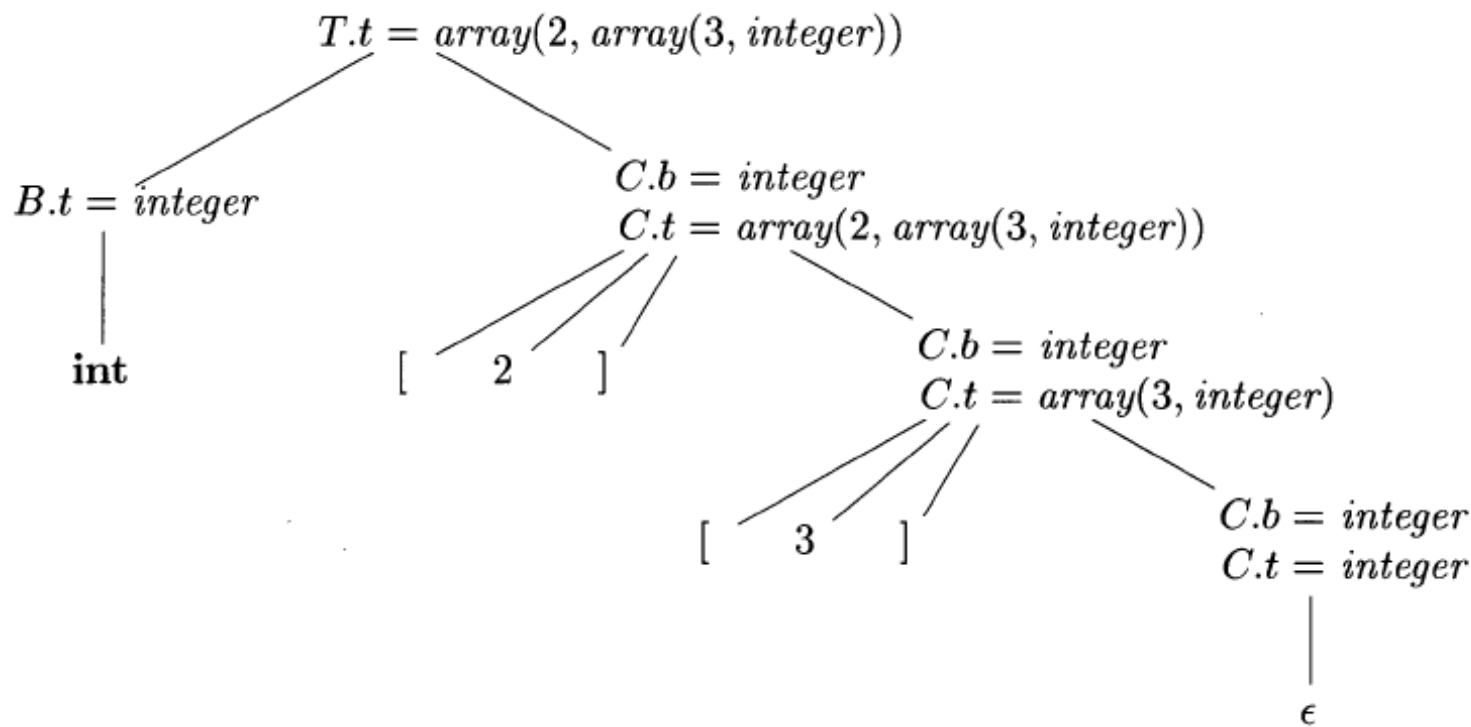 T.t = array(2, array(3, integer))
C.b = integer
B.t = integer
C.t = array(2, array(3, integer))
int
[ 2 ]
C.b = integer
C.t = array(3, integer)
[ 3 ]
C.b = integer
C.t = integer
ϵ